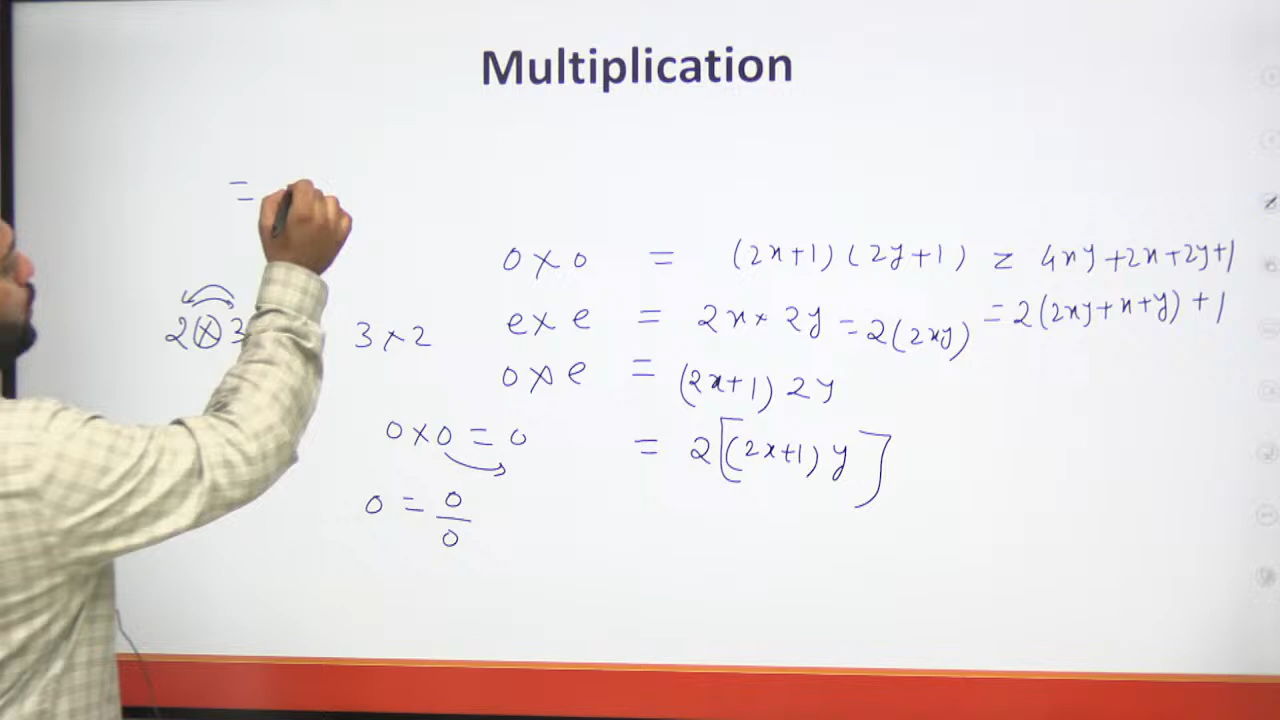 Multiplication
=
0 × 0 = (2x+1) (2y+1) = 4xy+2x+2y+1
= 2(2xy+x+y)+1
2 × 3 3 × 2 e × e = 2x × 2y = 2(2xy)
0 × e = (2x+1) 2y
0 × 0 = 0 = 2[(2x+1) y]
0 = 0/0